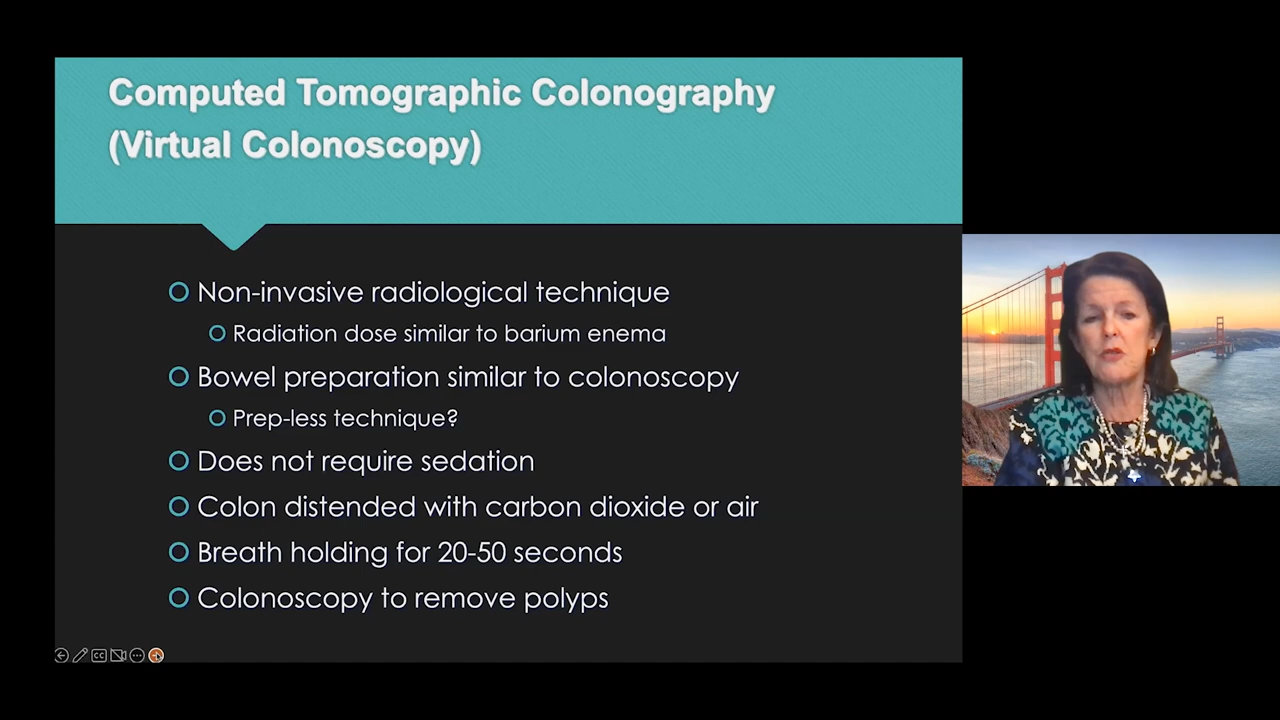 Computed Tomographic Colonography
(Virtual Colonoscopy)
Non-invasive radiological technique
Radiation dose similar to barium enema
Bowel preparation similar to colonoscopy
Prep-less technique?
Does not require sedation
Colon distended with carbon dioxide or air
Breath holding for 20-50 seconds
Colonoscopy to remove polyps
CC